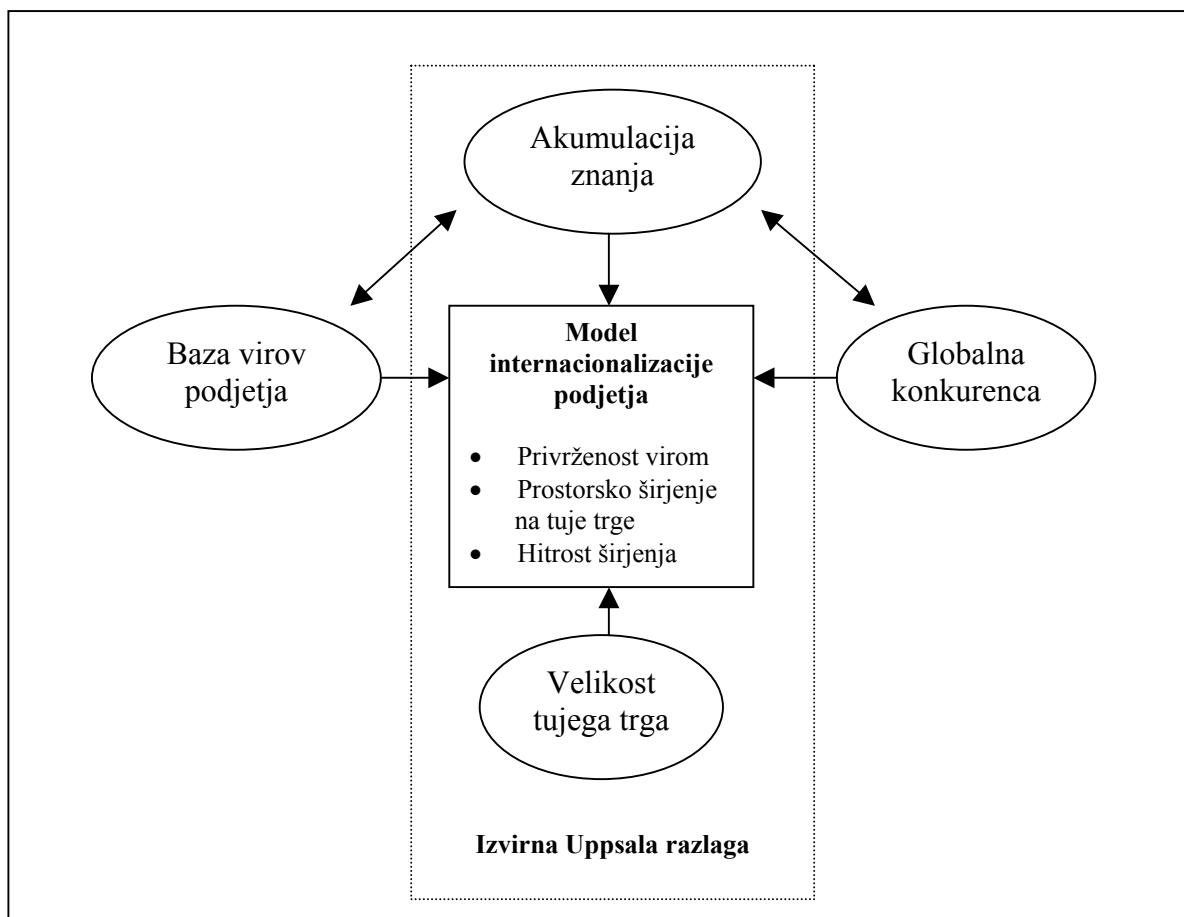 Akumulacija
znanja
Baza virov
podjetja
Model
internacionalizacije
podjetja
• Privrženost virom
• Prostorsko širjenje
na tuje trge
• Hitrost širjenja
Globalna
konkurenca
Velikost
tujega trga
Izvirna Uppsala razlaga